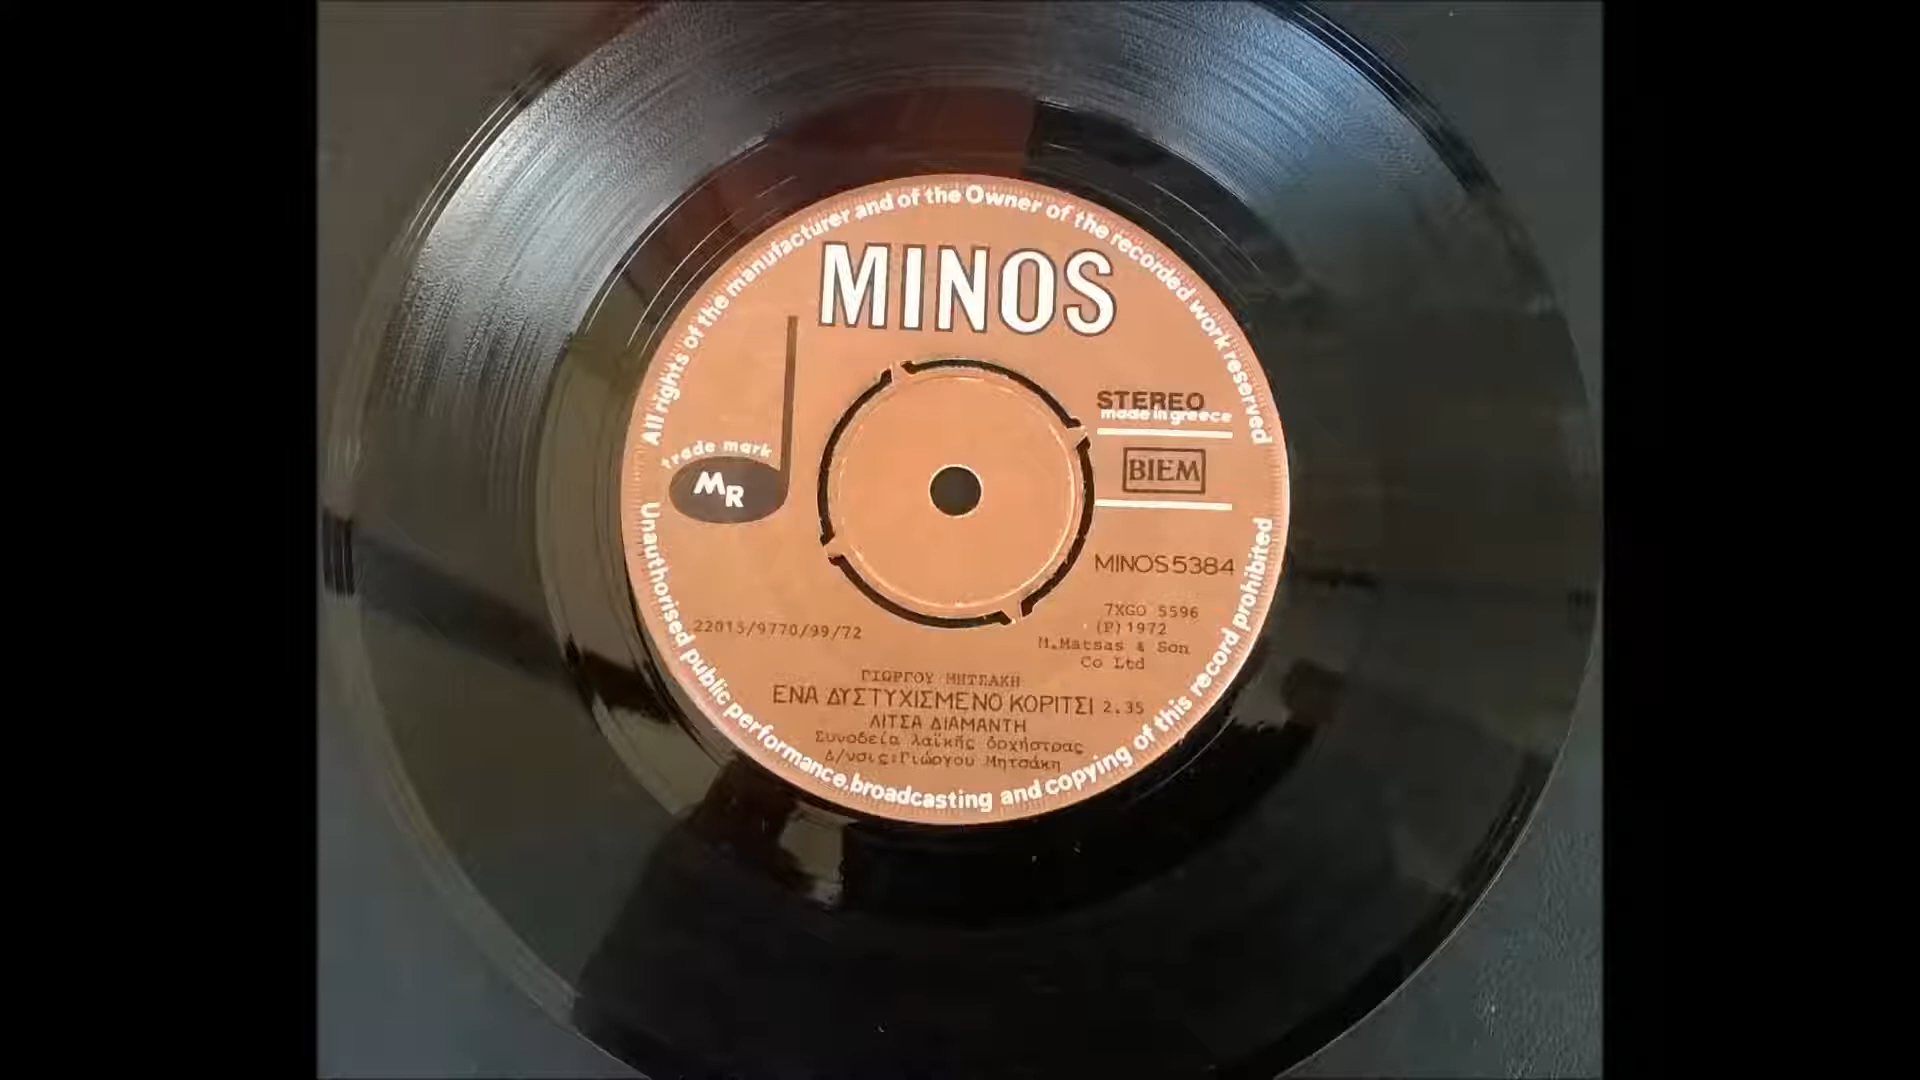 All rights of the manufacturer and of the Owner of the recorded work reserved
MINOS
STEREO
made in greece
trade mark
MR
BIEM
MINOS 5384
22015/9770/99/72
7XGO 5596
(P) 1972
M.Matsas & Son
Co Ltd
ΓΙΩΡΓΟΥ ΜΗΤΣΑΚΗ
ΕΝΑ ΔΥΣΤΥΧΙΣΜΕΝΟ ΚΟΡΙΤΣΙ 2.35
ΛΙΤΣΑ ΔΙΑΜΑΝΤΗ
Συνοδεία λαϊκῆς ὀρχήστρας
Δ/νσις:Γιώργου Μητσάκη
Unauthorised public performance, broadcasting and copying of this record prohibited